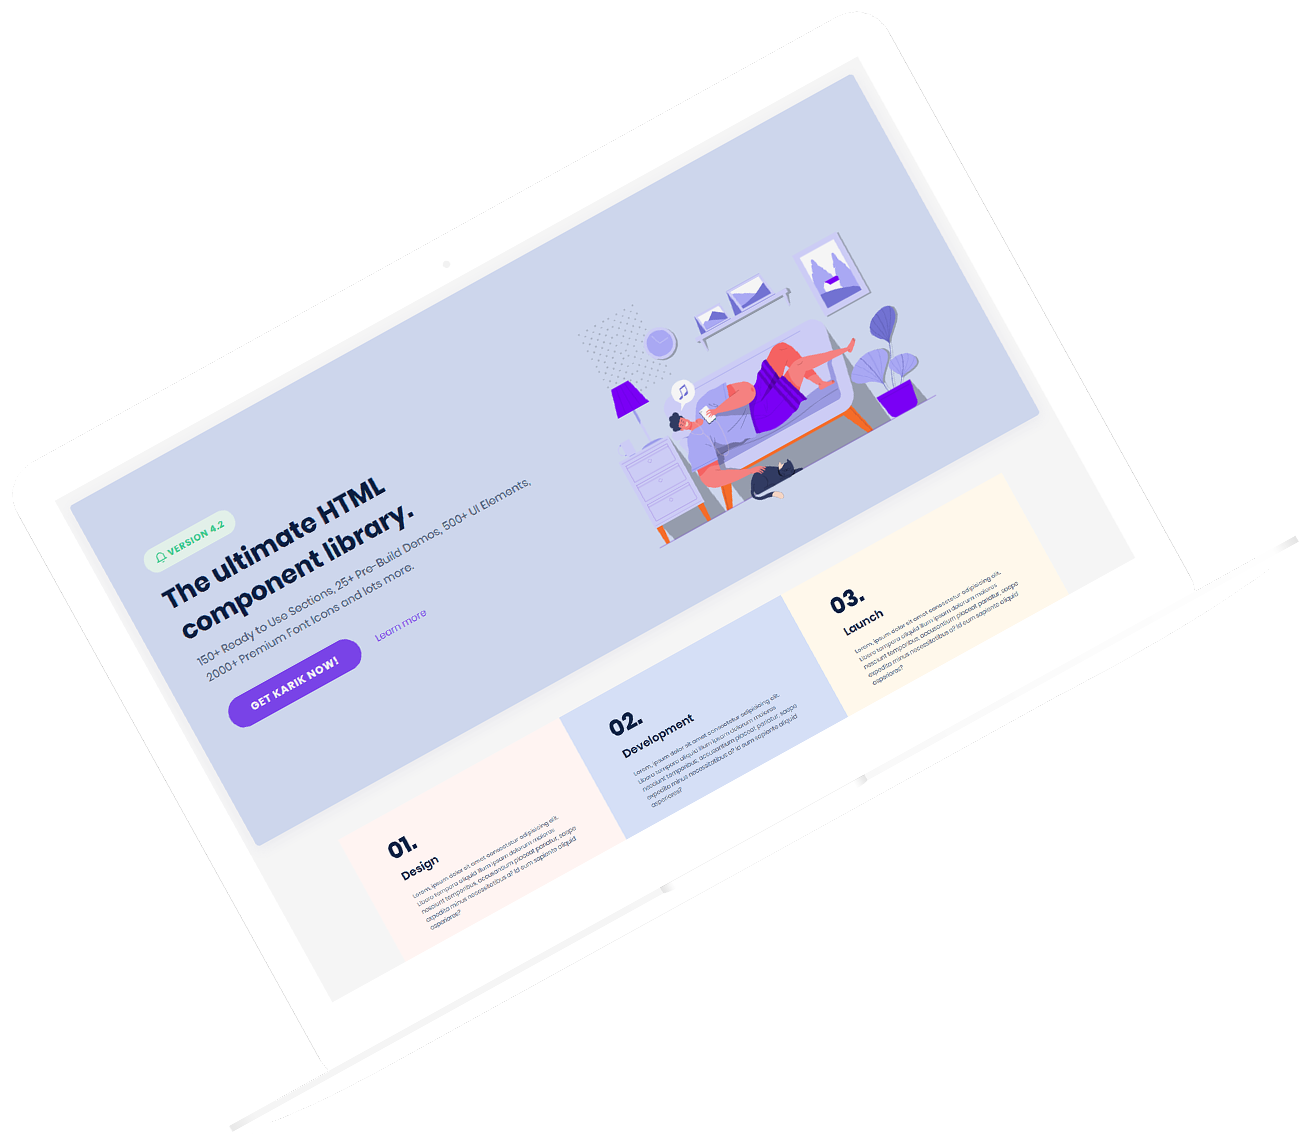 VERSION 4.2
The ultimate HTML
component library.
150+ Ready to Use Sections, 25+ Pre-Build Demos, 500+ UI Elements,
2000+ Premium Font Icons and lots more.
GET KARIK NOW!
Learn more
01.
Design
Lorem, ipsum dolor sit amet consectetur adipisicing elit.
Libero tempora aliquid illum ipsam dolorum maiores
nesciunt temporibus, accusantium placeat pariatur, saepe
expedita minus necessitatibus a? Id eum sapiente aliquid
asperiores?
02.
Development
Lorem, ipsum dolor sit amet consectetur adipisicing elit.
Libero tempora aliquid illum ipsam dolorum maiores
nesciunt temporibus, accusantium placeat pariatur, saepe
expedita minus necessitatibus a? Id eum sapiente aliquid
asperiores?
03.
Launch
Lorem, ipsum dolor sit amet consectetur adipisicing elit.
Libero tempora aliquid illum ipsam dolorum maiores
nesciunt temporibus, accusantium placeat pariatur, saepe
expedita minus necessitatibus a? Id eum sapiente aliquid
asperiores?